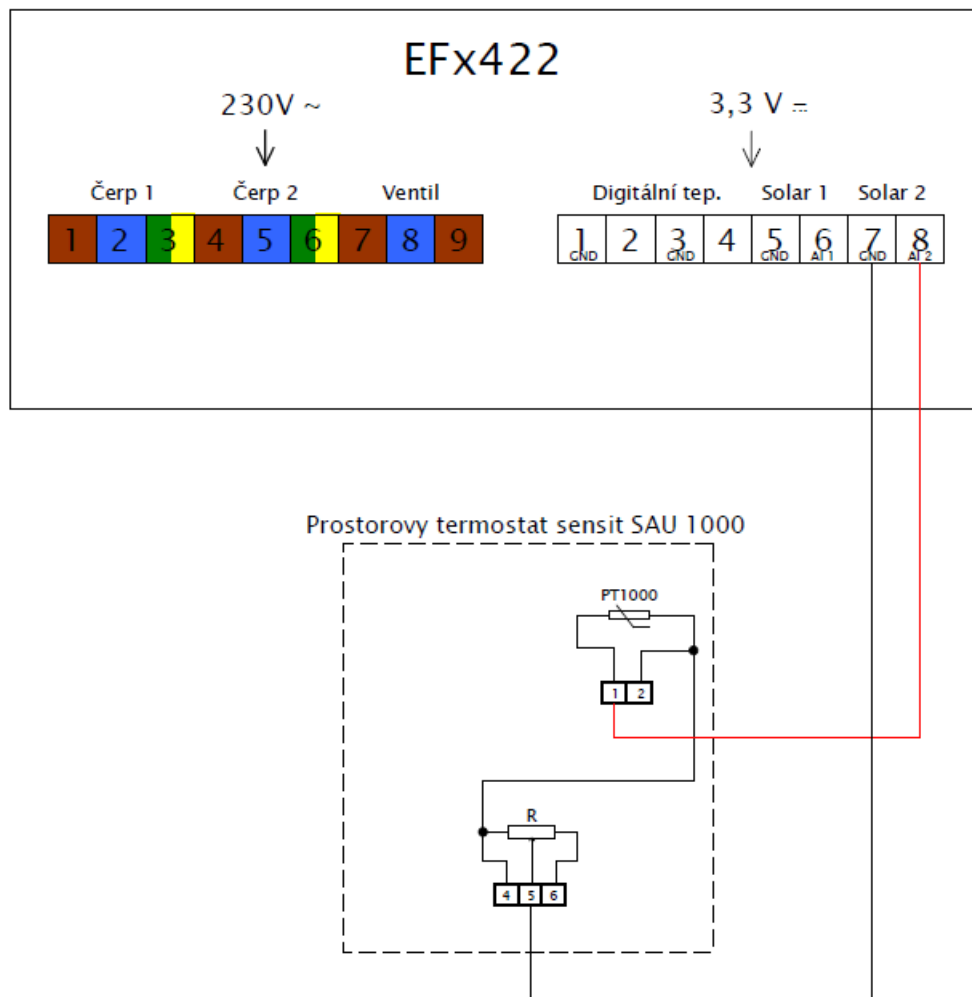 EFx422
230V ~
3,3 V ⎓
Čerp 1 Čerp 2 Ventil
Digitální tep. Solar 1 Solar 2
1 2 3 4 5 6 7 8 9
1 2 3 4 5 6 7 8
GND GND GND AI 1 GND AI 2
Prostorovy termostat sensit SAU 1000
PT1000
1 2
R
4 5 6